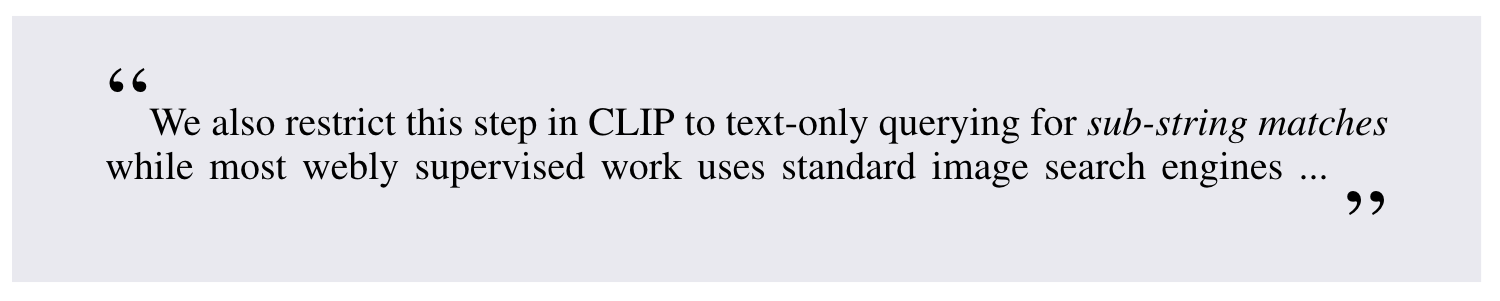 “We also restrict this step in CLIP to text-only querying for sub-string matches
while most webly supervised work uses standard image search engines ...”